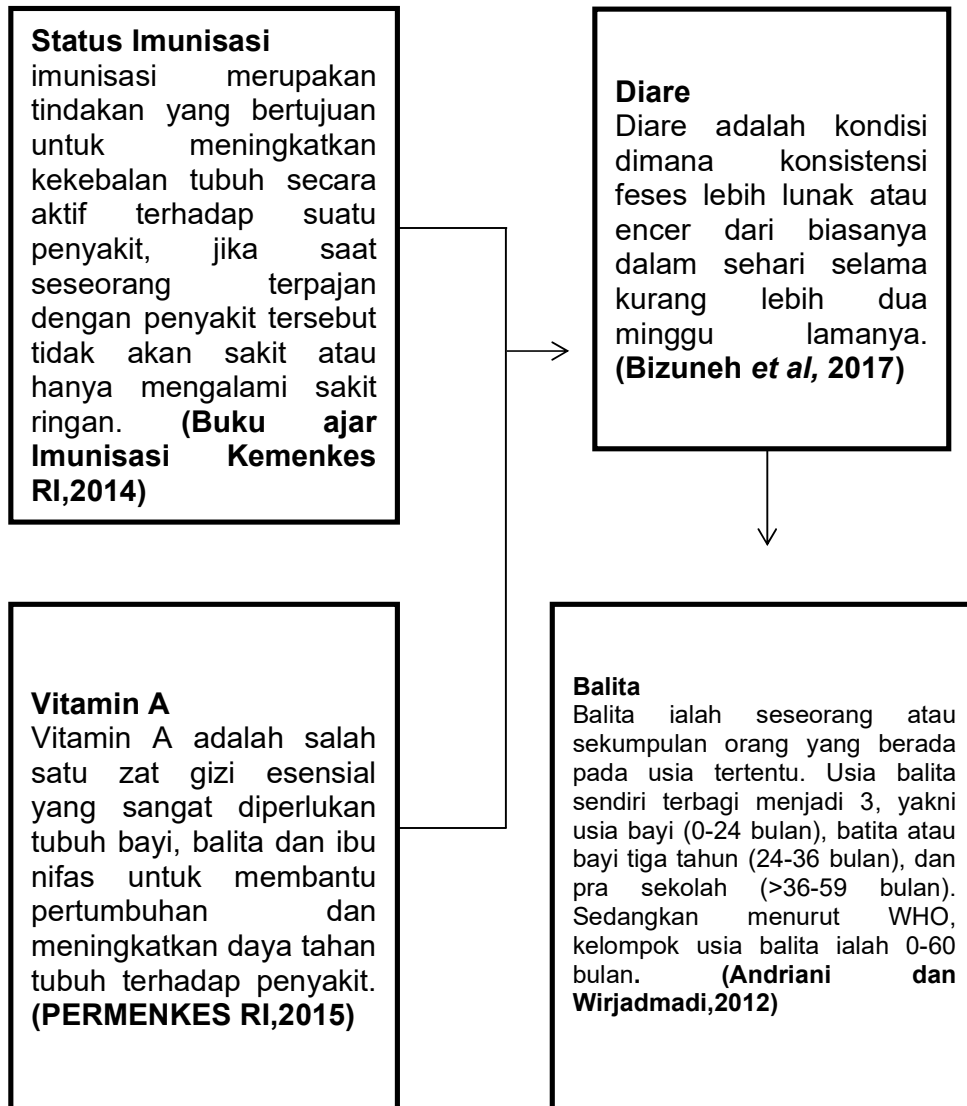 Status Imunisasi
imunisasi merupakan
tindakan yang bertujuan
untuk meningkatkan
kekebalan tubuh secara
aktif terhadap suatu
penyakit, jika saat
seseorang terpajan
dengan penyakit tersebut
tidak akan sakit atau
hanya mengalami sakit
ringan. (Buku ajar
Imunisasi Kemenkes
RI,2014)
Diare
Diare adalah kondisi
dimana konsistensi
feses lebih lunak atau
encer dari biasanya
dalam sehari selama
kurang lebih dua
minggu lamanya.
(Bizuneh et al, 2017)
Vitamin A
Vitamin A adalah salah
satu zat gizi esensial
yang sangat diperlukan
tubuh bayi, balita dan ibu
nifas untuk membantu
pertumbuhan dan
meningkatkan daya tahan
tubuh terhadap penyakit.
(PERMENKES RI,2015)
Balita
Balita ialah seseorang atau
sekumpulan orang yang berada
pada usia tertentu. Usia balita
sendiri terbagi menjadi 3, yakni
usia bayi (0-24 bulan), batita atau
bayi tiga tahun (24-36 bulan), dan
pra sekolah (>36-59 bulan).
Sedangkan menurut WHO,
kelompok usia balita ialah 0-60
bulan. (Andriani dan
Wirjadmadi,2012)